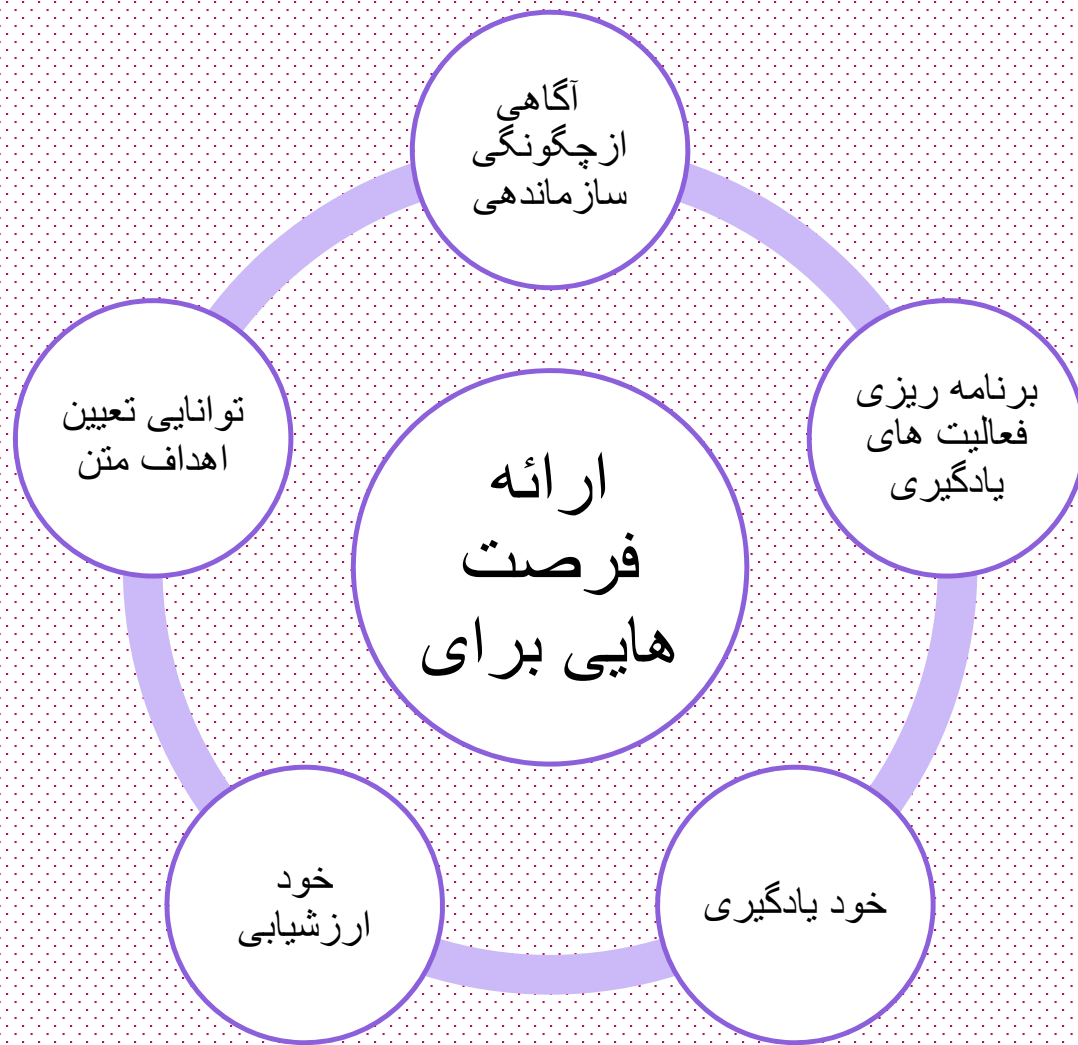 آگاهی
ازچگونگی
سازماندهی
برنامه ریزی
فعالیت های
یادگیری
توانایی تعیین
اهداف متن
ارائه
فرصت
هایی برای
خود یادگیری
خود
ارزشیابی